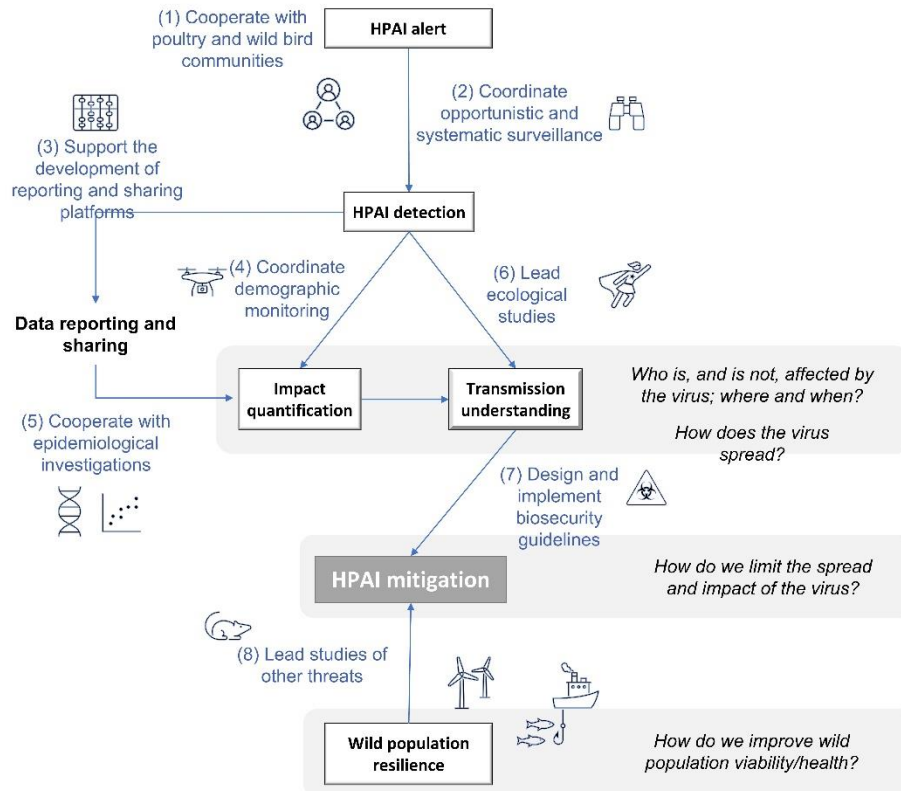 (1) Cooperate with
poultry and wild bird
communities
HPAI alert
(2) Coordinate
opportunistic and
systematic surveillance
(3) Support the
development of
reporting and sharing
platforms
HPAI detection
(4) Coordinate
demographic
monitoring
(6) Lead
ecological
studies
Data reporting and
sharing
Impact
quantification
Transmission
understanding
Who is, and is not, affected by
the virus; where and when?
How does the virus
spread?
(5) Cooperate with
epidemiological
investigations
(7) Design and
implement
biosecurity
guidelines
HPAI mitigation
How do we limit the spread
and impact of the virus?
(8) Lead studies of
other threats
Wild population
resilience
How do we improve wild
population viability/health?